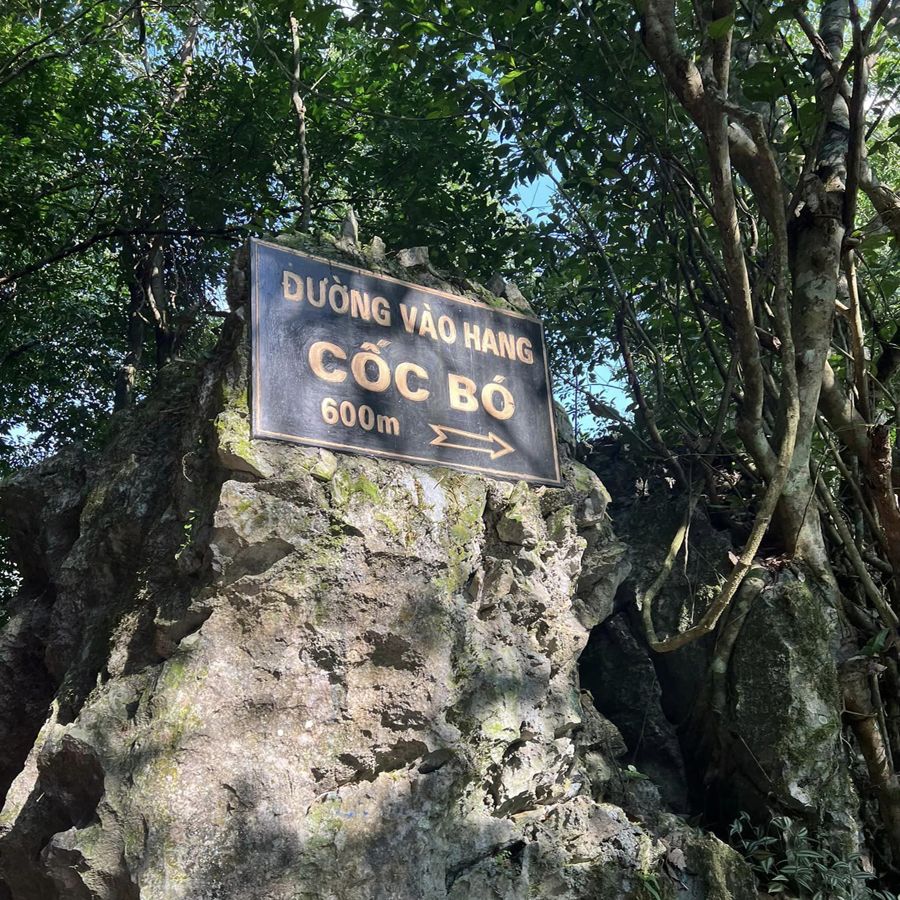 ĐƯỜNG VÀO HANG
CỐC BÓ
600m